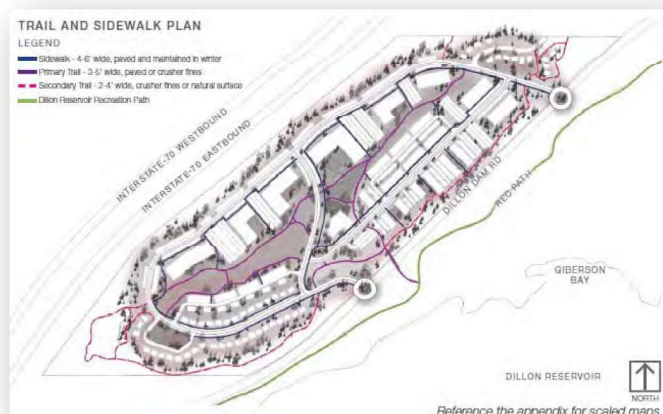 TRAIL AND SIDEWALK PLAN
LEGEND
Sidewalk - 4-6' wide, paved and maintained in winter
Primary Trail - 3-5' wide, paved or crusher fines
Secondary Trail - 2-4' wide, crusher fines or natural surface
Dillon Reservoir Recreation Path
INTERSTATE-70 WESTBOUND
INTERSTATE-70 EASTBOUND
DILLON DAM RD
REC PATH
GIBERSON
BAY
DILLON RESERVOIR
NORTH
Reference the appendix for scaled maps